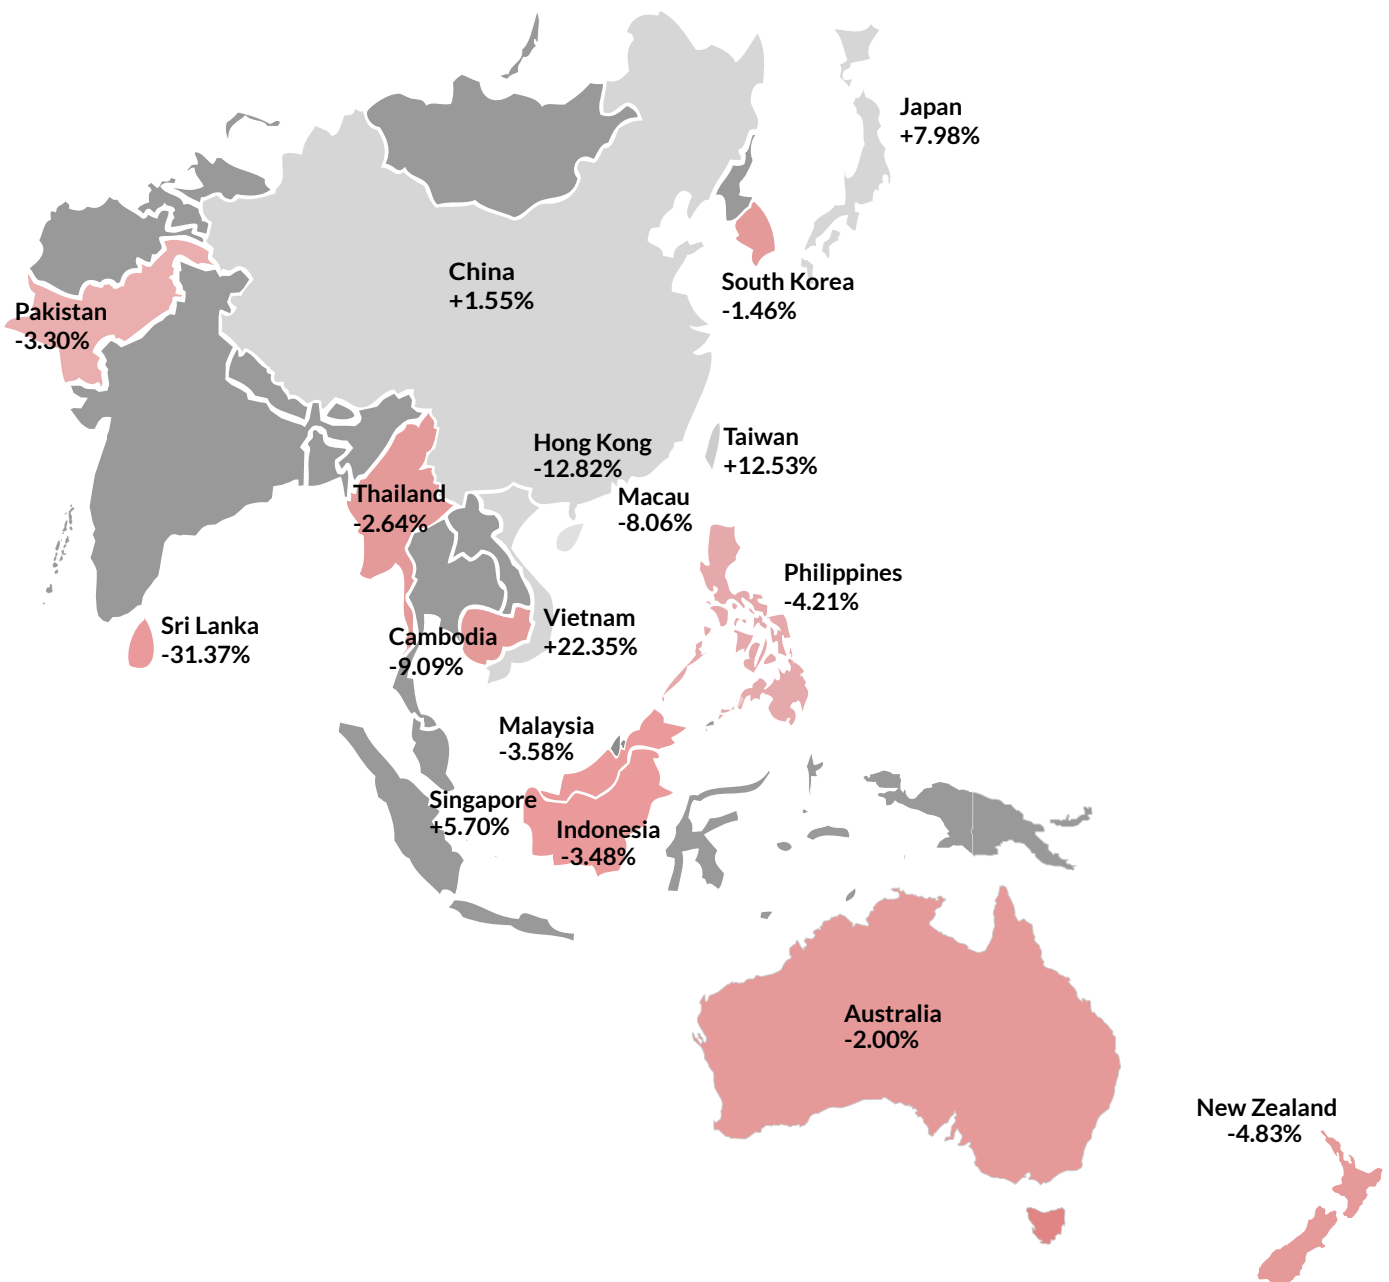 Japan
+7.98%
China
+1.55%
South Korea
-1.46%
Pakistan
-3.30%
Hong Kong
-12.82%
Taiwan
+12.53%
Thailand
-2.64%
Macau
-8.06%
Philippines
-4.21%
Sri Lanka
-31.37%
Cambodia
-9.09%
Vietnam
+22.35%
Malaysia
-3.58%
Singapore
+5.70%
Indonesia
-3.48%
Australia
-2.00%
New Zealand
-4.83%